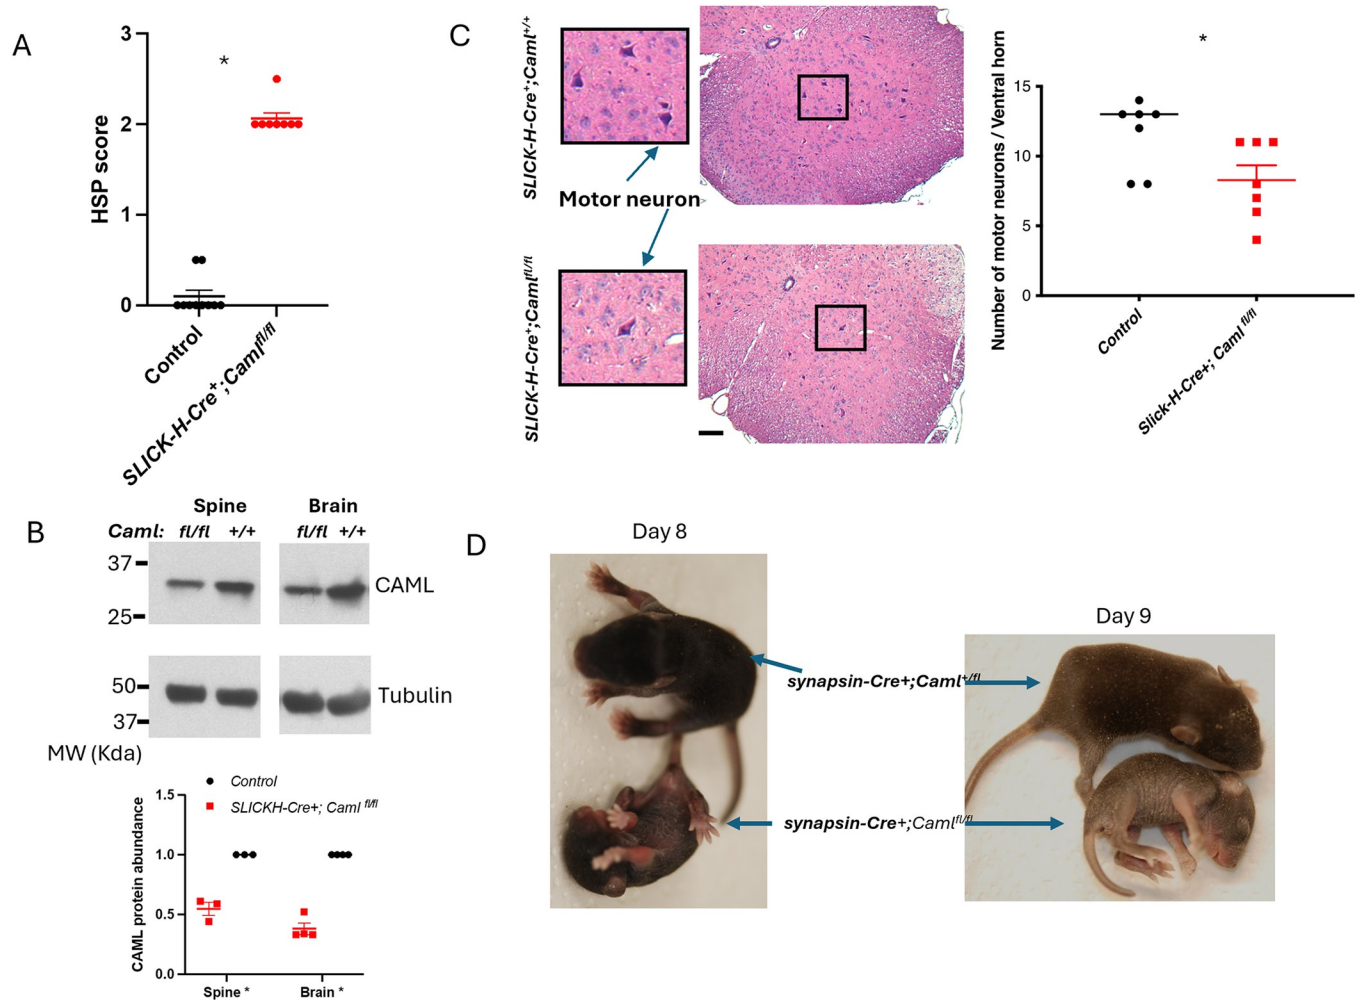 A
3
2
1
0
HSP score
*
Control
SLICK-H-Cre+;Camlfl/fl
B
Spine
Brain
Caml: fl/fl +/+ fl/fl +/+
37
25
CAML
50
37
Tubulin
MW (Kda)
Control
SLICKH-Cre+; Caml fl/fl
1.5
1.0
0.5
0.0
CAML protein abundance
Spine *
Brain *
C
SLICK-H-Cre+;Caml+/+
Motor neuron
SLICK-H-Cre+;Camlfl/fl
*
15
10
5
0
Number of motor neurons / Ventral horn
Control
Slick-H-Cre+; Caml fl/fl
D
Day 8
Day 9
synapsin-Cre+;Caml+/fl
synapsin-Cre+;Camlfl/fl